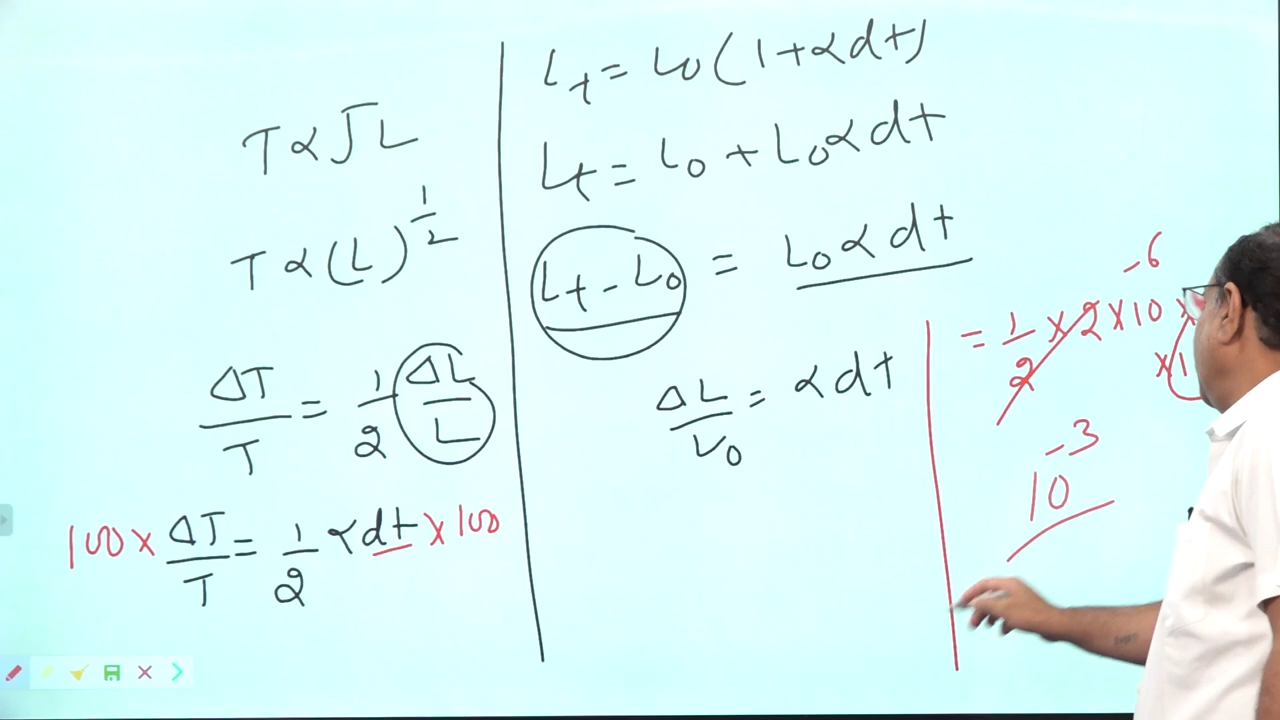 T ∝ √L
T ∝ (L)^1/2
ΔT/T = 1/2 ΔL/L
100 × ΔT/T = 1/2 α dt × 100
Lt = L0 (1 + α dt)
Lt = L0 + L0 α dt
Lt - L0 = L0 α dt
ΔL/L0 = α dt
= 1/2 × 2 × 10^-6 ×
10^-3